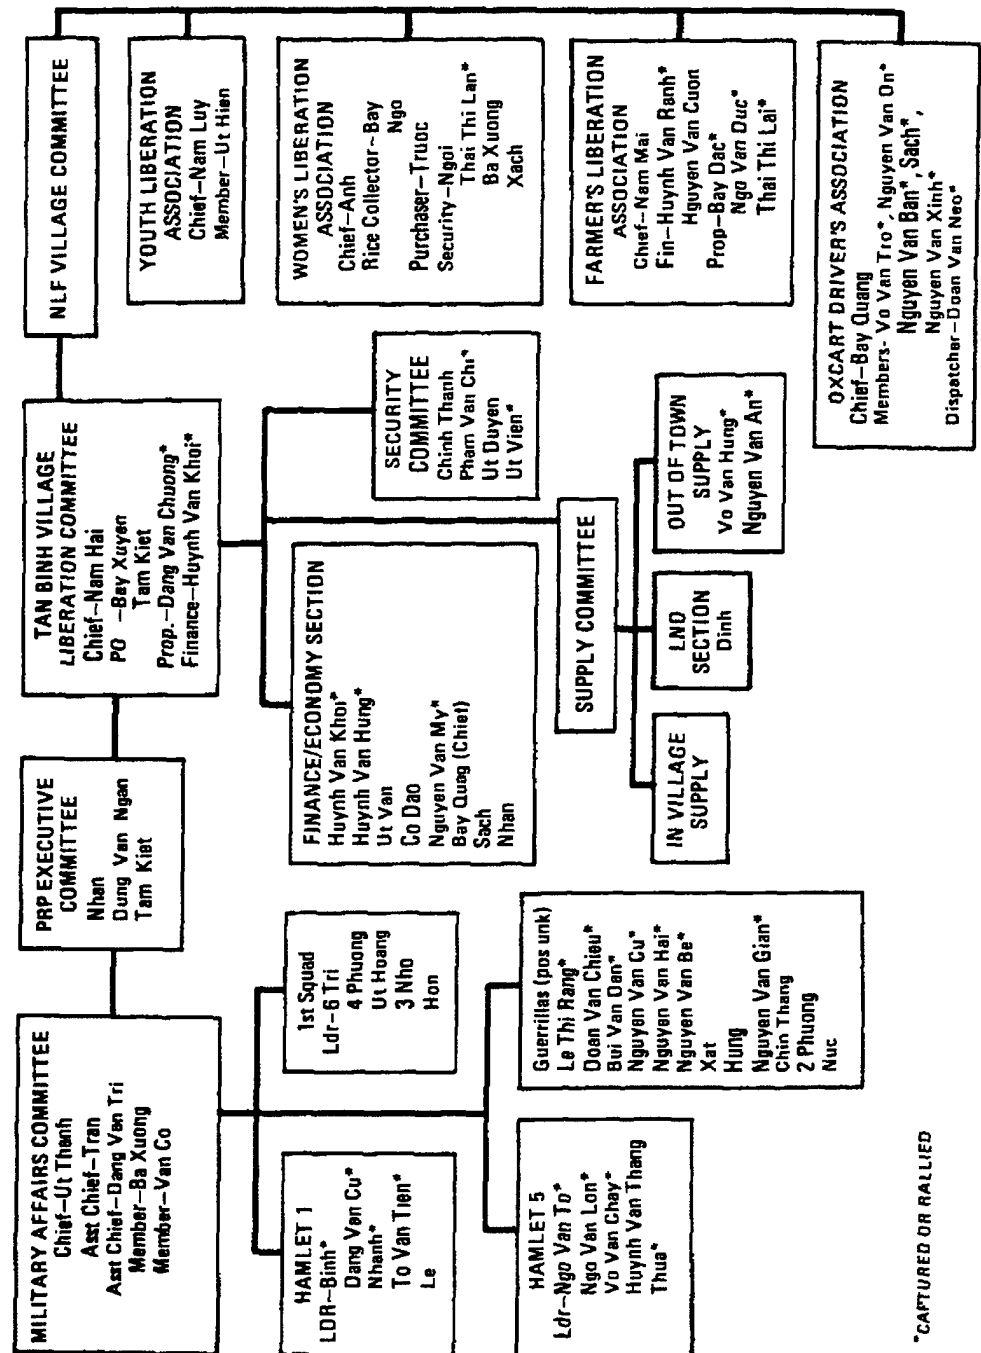 MILITARY AFFAIRS COMMITTEE
Chief–Ut Thanh
Asst Chief–Tran
Asst Chief–Dang Van Tri
Member–Ba Xuong
Member–Van Co
PRP EXECUTIVE
COMMITTEE
Nhan
Dung Van Ngan
Tam Kiet
TAN BINH VILLAGE
LIBERATION COMMITTEE
Chief–Nam Hai
PO –Bay Xuyen
Tam Kiet
Prop.–Dang Van Chuong*
Finance–Huynh Van Khoi*
NLF VILLAGE COMMITTEE
HAMLET 1
LDR–Binh*
Dang Van Cu*
Nhanh*
To Van Tien*
Le
1st Squad
Ldr–6 Tri
4 Phuong
Ut Hoang
3 Nho
Hon
HAMLET 5
Ldr–Ngo Van To*
Ngo Van Lon*
Vo Van Chay*
Huynh Van Thang
Thua*
Guerrillas (pos unk)
Le Thi Rang*
Doan Van Chieu*
Bui Van Dan*
Nguyen Van Cu*
Nguyen Van Hai*
Nguyen Van Be*
Xat
Hung
Nguyen Van Gian*
Chin Thang
2 Phuong
Nuc
FINANCE/ECONOMY SECTION
Huynh Van Khoi*
Huynh Van Hung*
Ut Van
Co Dao
Nguyen Van My*
Bay Quag (Chiet)
Sach
Nhan
SECURITY
COMMITTEE
Chinh Thanh
Pham Van Chi*
Ut Duyen
Ut Vien*
SUPPLY COMMITTEE
IN VILLAGE
SUPPLY
LND
SECTION
Dinh
OUT OF TOWN
SUPPLY
Vo Van Hung*
Nguyen Van An*
YOUTH LIBERATION
ASSOCIATION
Chief–Nam Luy
Member–Ut Hien
WOMEN'S LIBERATION
ASSOCIATION
Chief–Anh
Rice Collector–Bay
Ngo
Purchaser–Truoc
Security–Ngoi
Thai Thi Lan*
Ba Xuong
Xach
FARMER'S LIBERATION
ASSOCIATION
Chief–Nam Mai
Fin–Huynh Van Ranh*
Hguyen Van Cuon
Prop–Bay Dac*
Ngo Van Duc*
Thai Thi Lai*
OXCART DRIVER'S ASSOCIATION
Chief–Bay Quang
Members- Vo Van Tro*, Nguyen Van On*
Nguyen Van Ban*, Sach*,
Nguyen Van Xinh*
Dispatcher–Doan Van Neo*
*CAPTURED OR RALLIED